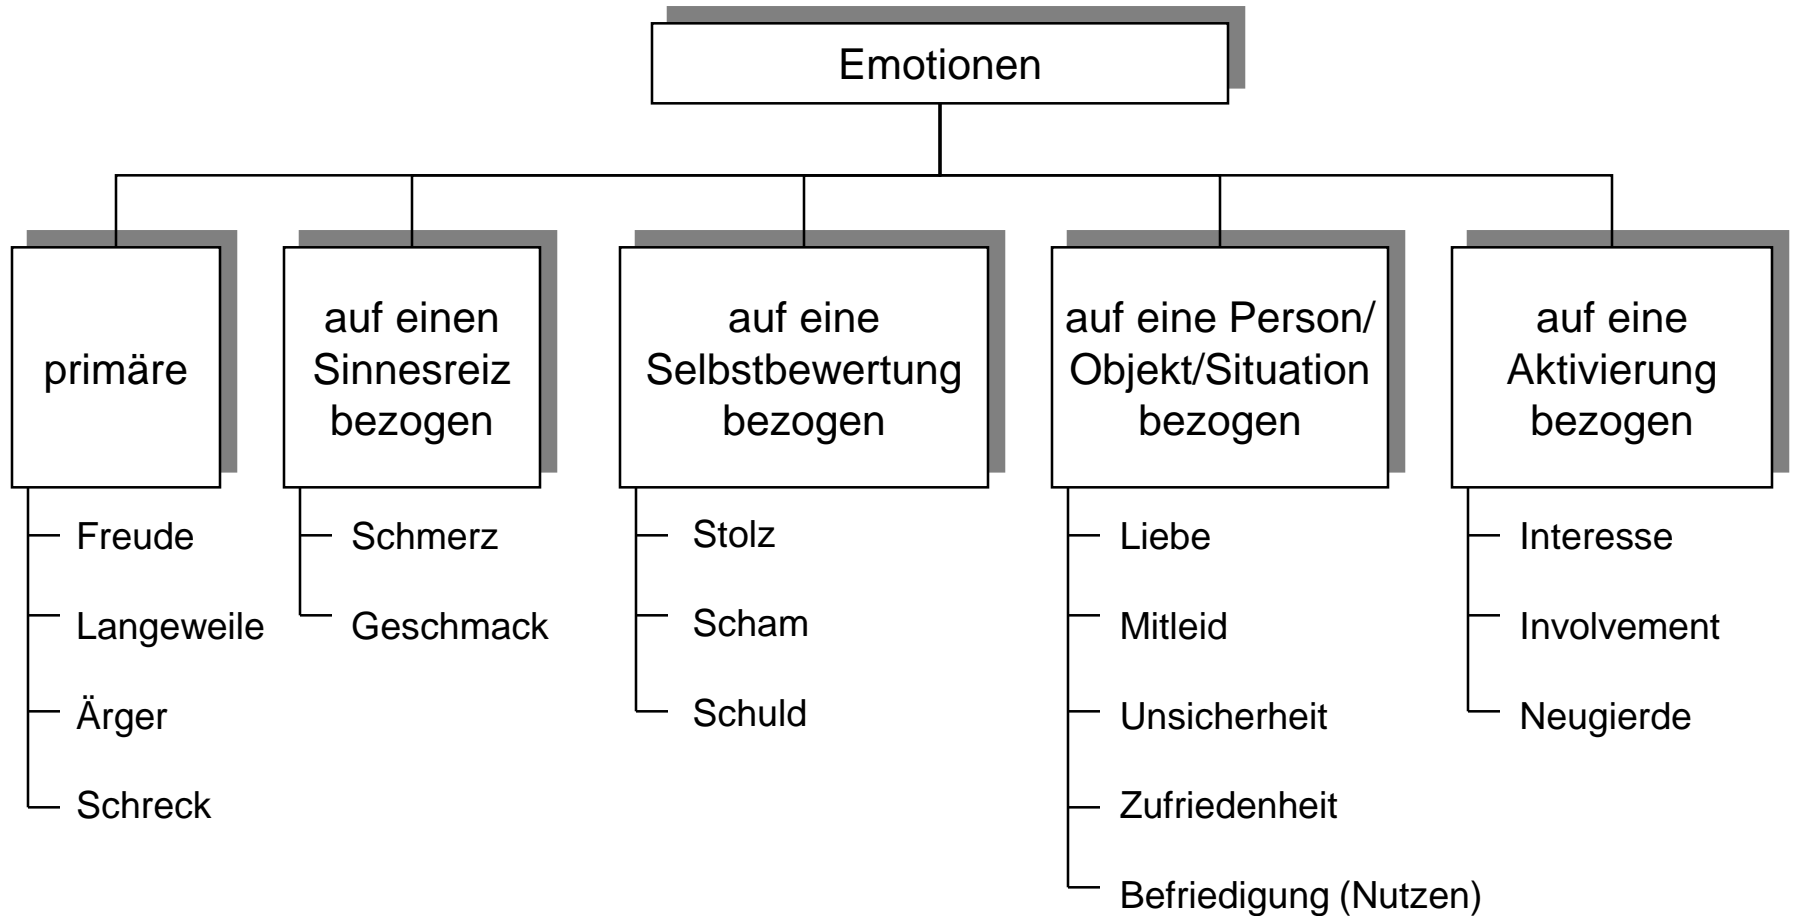 Emotionen
primäre
auf einen
Sinnesreiz
bezogen
auf eine
Selbstbewertung
bezogen
auf eine Person/
Objekt/Situation
bezogen
auf eine
Aktivierung
bezogen
Freude
Langeweile
Ärger
Schreck
Schmerz
Geschmack
Stolz
Scham
Schuld
Liebe
Mitleid
Unsicherheit
Zufriedenheit
Befriedigung (Nutzen)
Interesse
Involvement
Neugierde